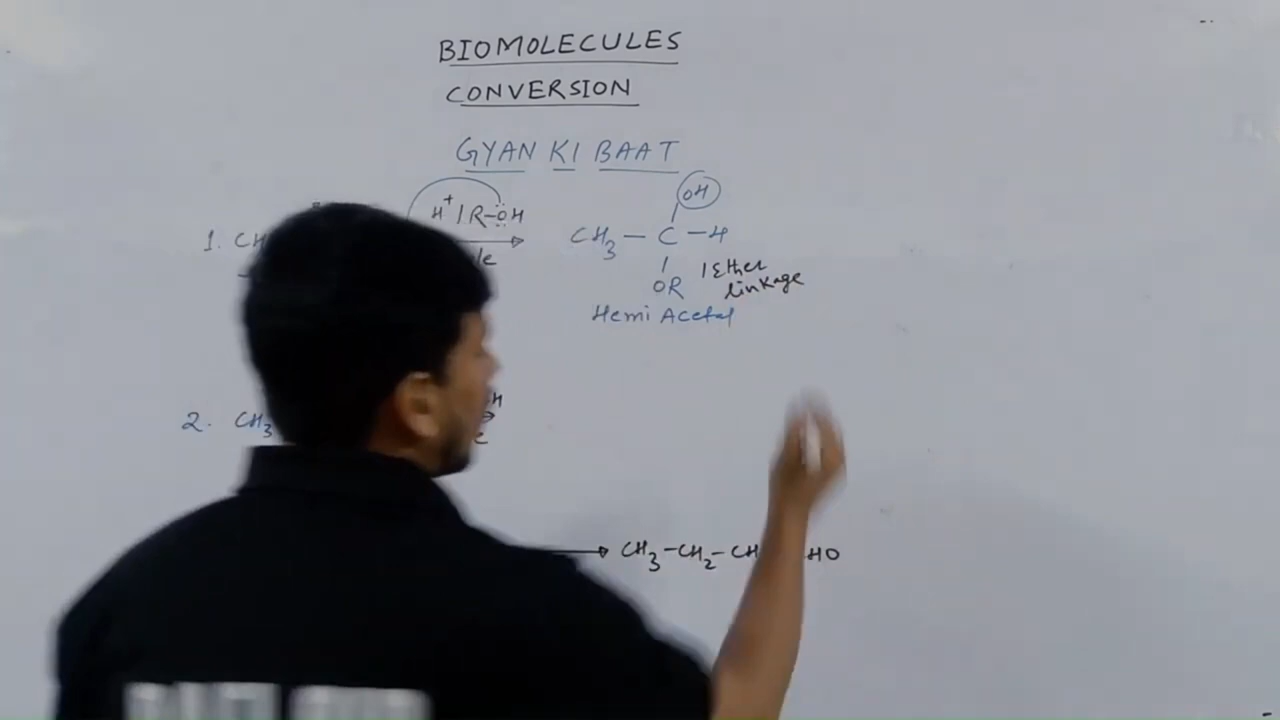 BIOMOLECULES
CONVERSION
GYAN KI BAAT
1. CH
H+/R-ÖH
CH3 — C — H
OH
OR
1 Ether
linkage
Hemi Acetal
2. CH3
H
CH3-CH2-CH
HO